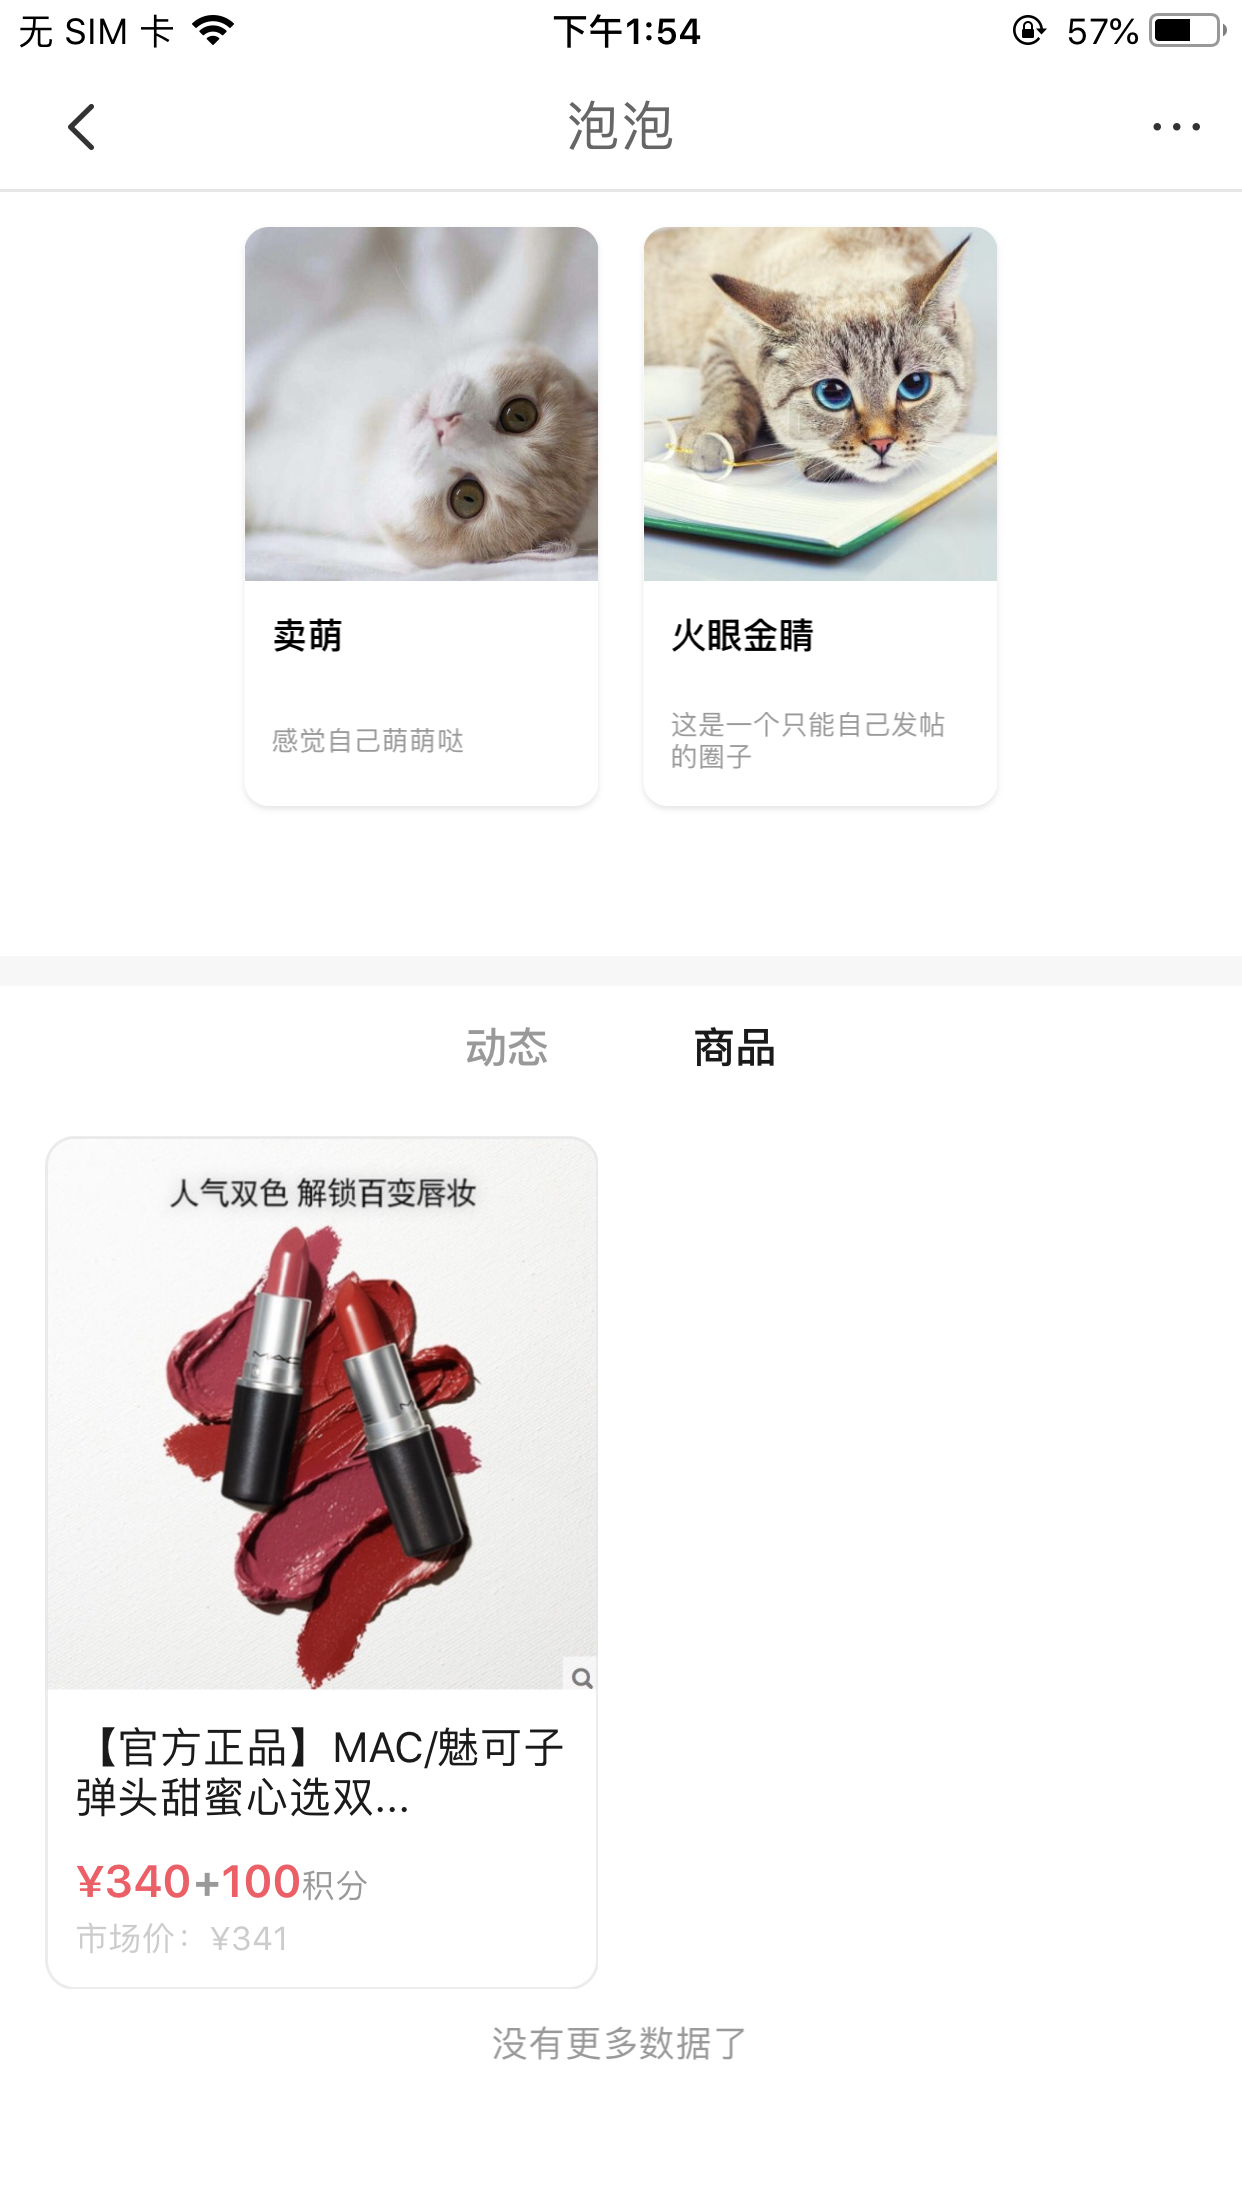 无 SIM 卡
下午1:54
57%
泡泡
卖萌
感觉自己萌萌哒
火眼金睛
这是一个只能自己发帖
的圈子
动态
商品
人气双色 解锁百变唇妆
MAC
【官方正品】MAC/魅可子
弹头甜蜜心选双...
¥340+100积分
市场价：¥341
没有更多数据了